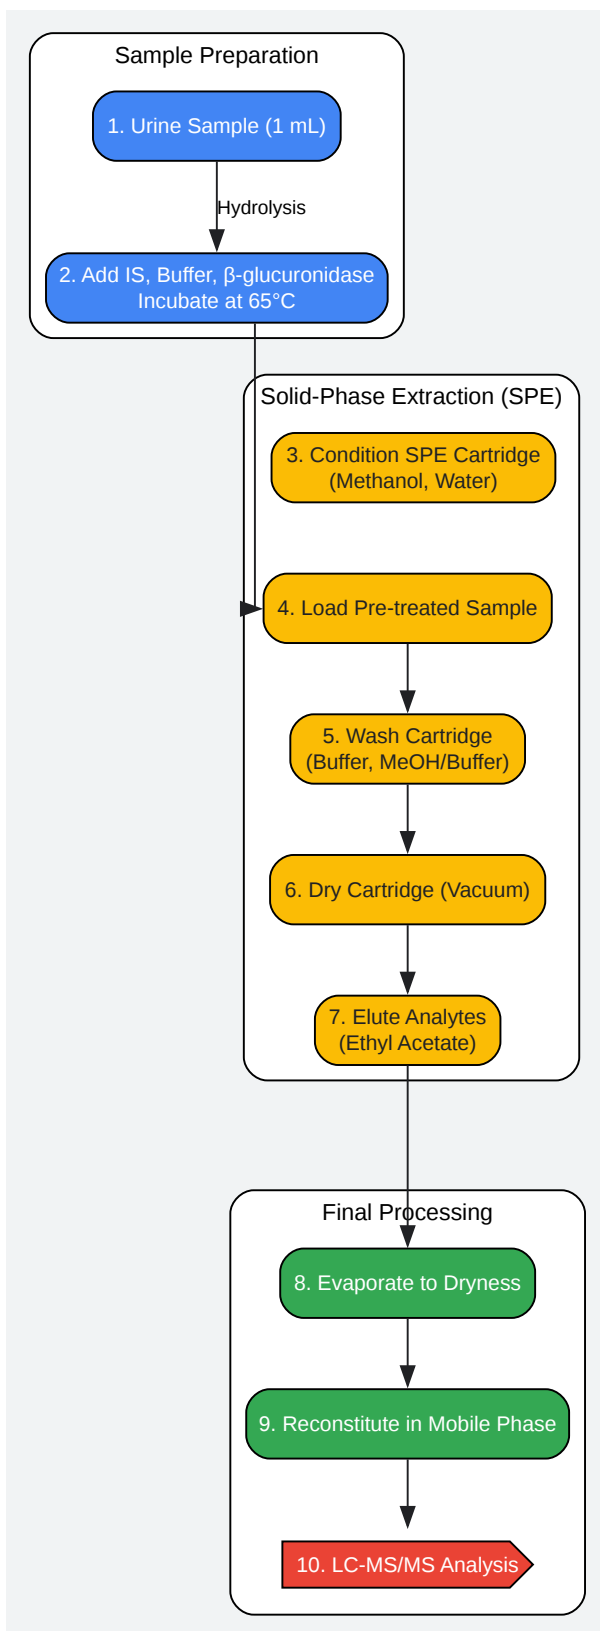 Sample Preparation
1. Urine Sample (1 mL)
Hydrolysis
2. Add IS, Buffer, β-glucuronidase
Incubate at 65°C
Solid-Phase Extraction (SPE)
3. Condition SPE Cartridge
(Methanol, Water)
4. Load Pre-treated Sample
5. Wash Cartridge
(Buffer, MeOH/Buffer)
6. Dry Cartridge (Vacuum)
7. Elute Analytes
(Ethyl Acetate)
Final Processing
8. Evaporate to Dryness
9. Reconstitute in Mobile Phase
10. LC-MS/MS Analysis